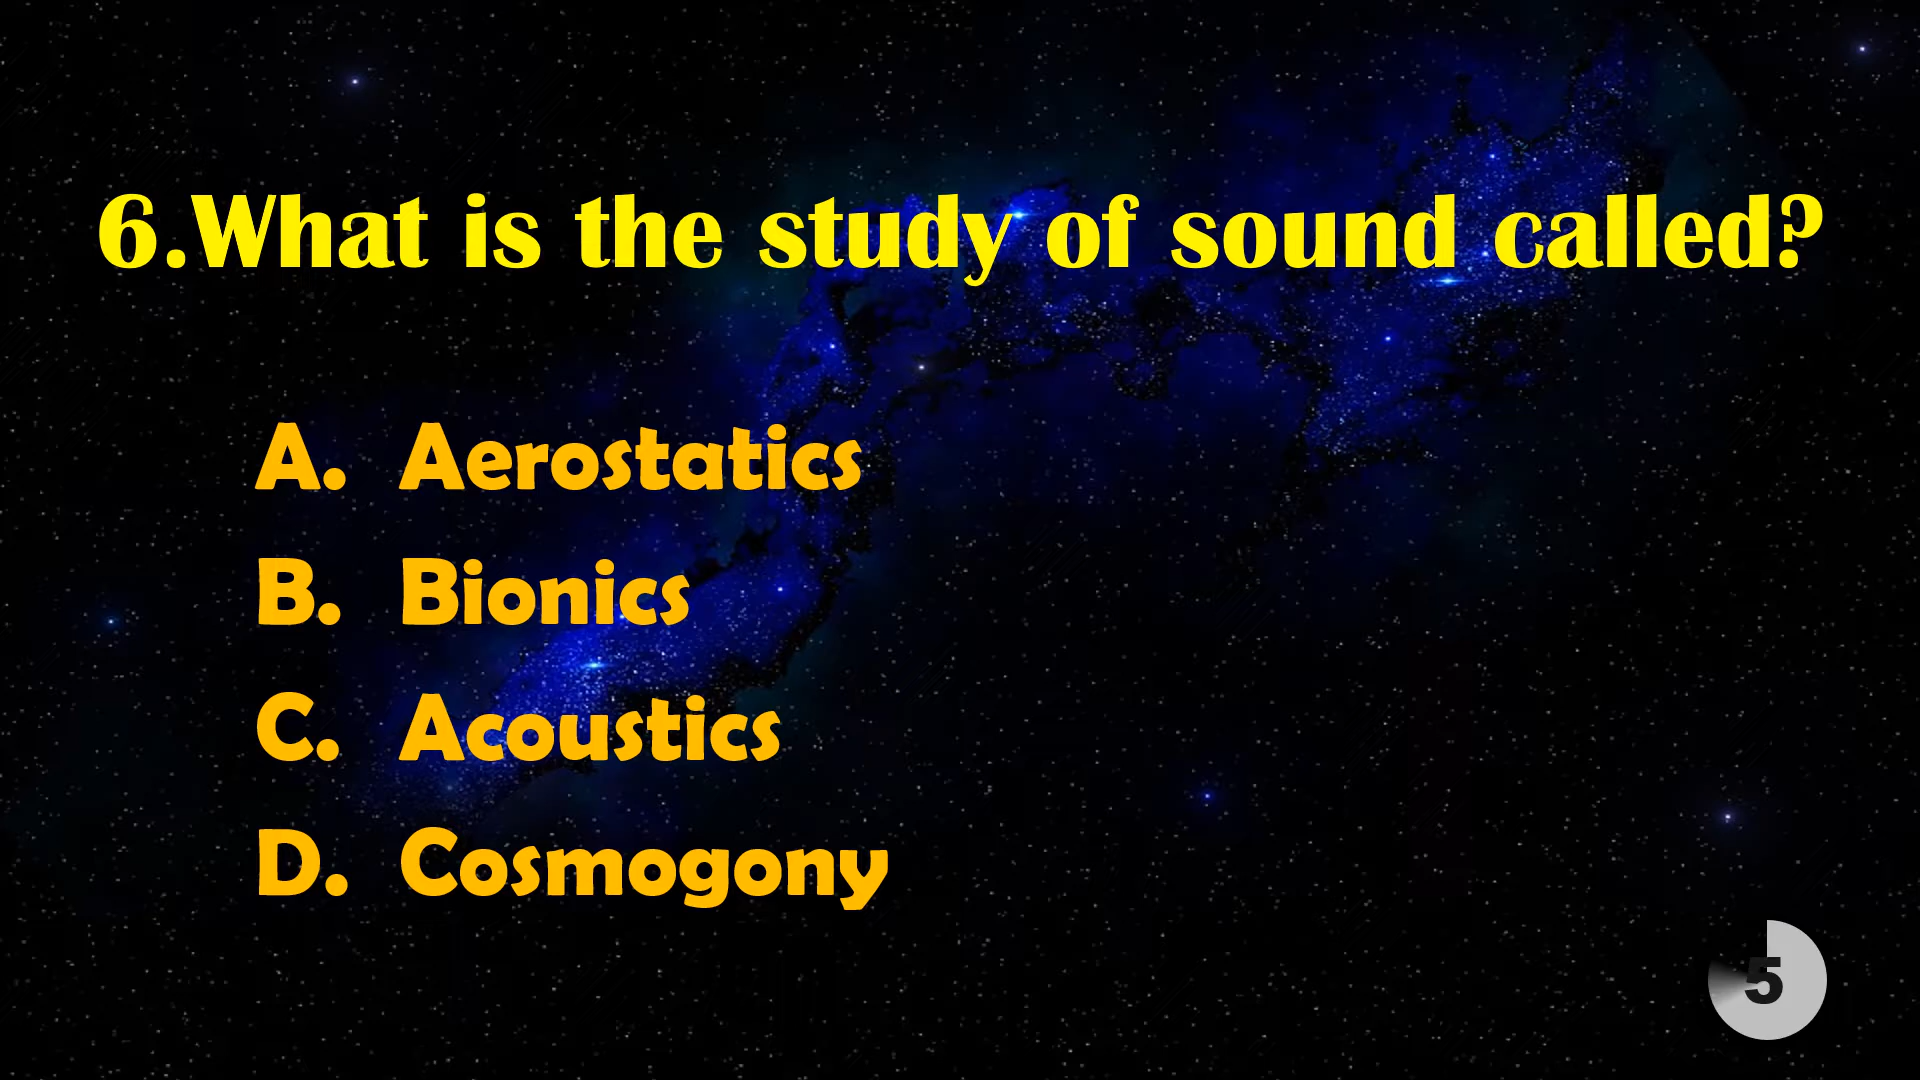 6.What is the study of sound called?
A. Aerostatics
B. Bionics
C. Acoustics
D. Cosmogony
5